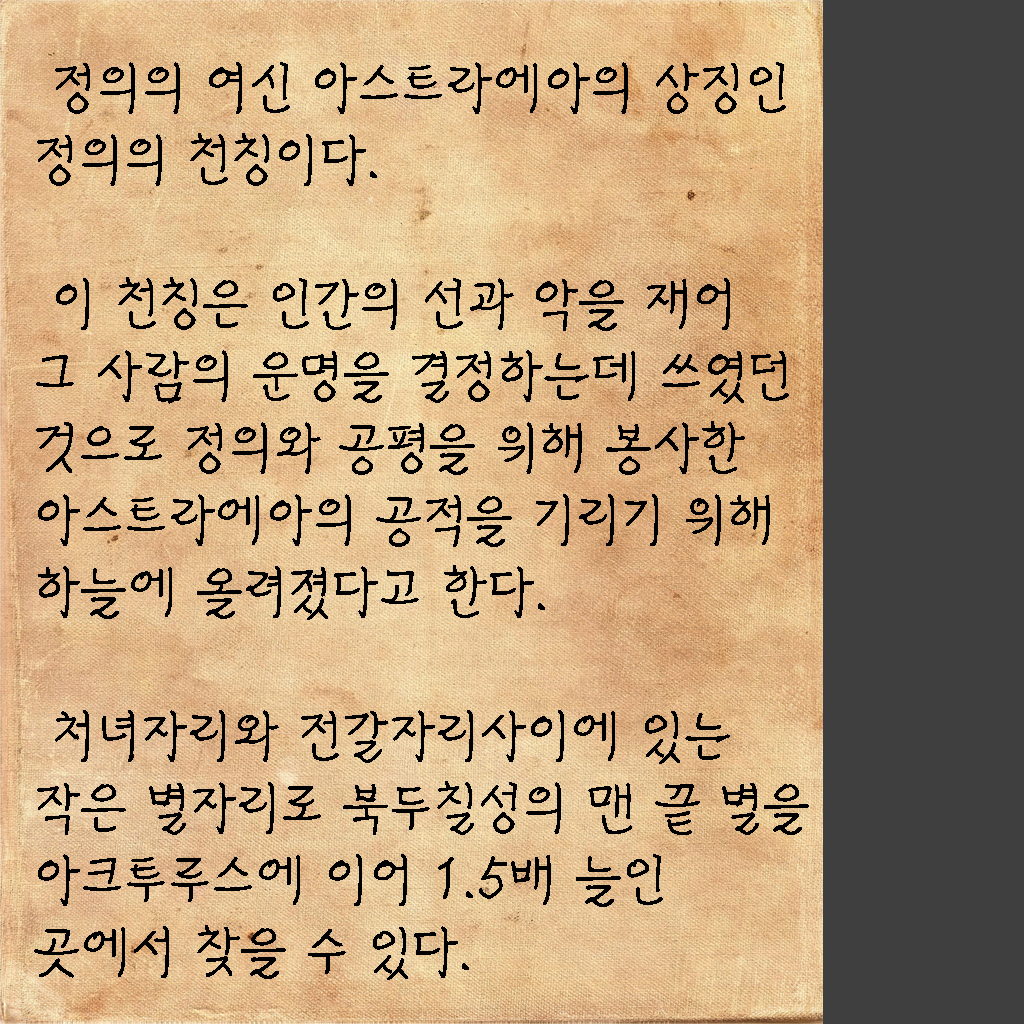 정의의 여신 아스트라에아의 상징인
정의의 천칭이다.
이 천칭은 인간의 선과 악을 재어
그 사람의 운명을 결정하는데 쓰였던
것으로 정의와 공평을 위해 봉사한
아스트라에아의 공적을 기리기 위해
하늘에 올려졌다고 한다.
처녀자리와 전갈자리사이에 있는
작은 별자리로 북두칠성의 맨 끝 별을
아크투루스에 이어 1.5배 늘인
곳에서 찾을 수 있다.